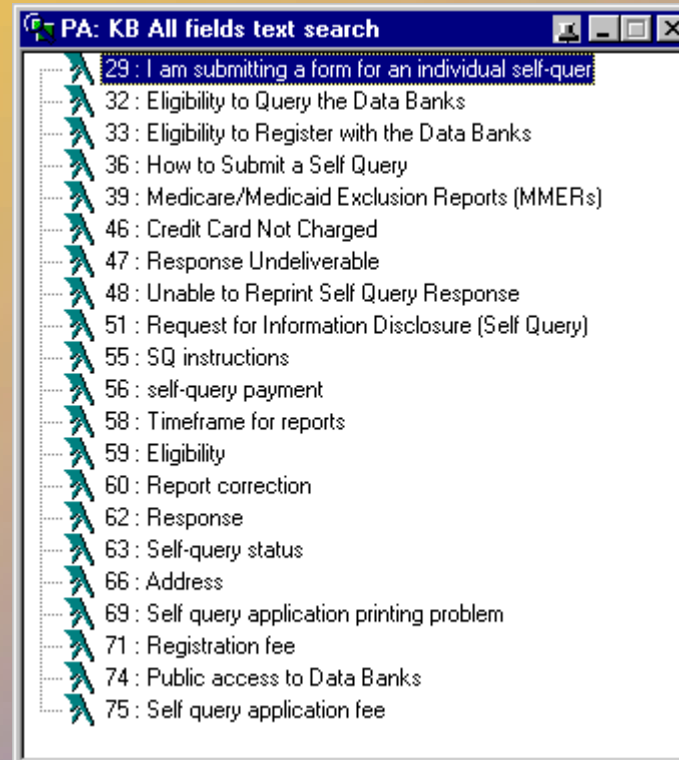 PA: KB All fields text search
29 : I am submitting a form for an individual self-quer
32 : Eligibility to Query the Data Banks
33 : Eligibility to Register with the Data Banks
36 : How to Submit a Self Query
39 : Medicare/Medicaid Exclusion Reports (MMERs)
46 : Credit Card Not Charged
47 : Response Undeliverable
48 : Unable to Reprint Self Query Response
51 : Request for Information Disclosure (Self Query)
55 : SQ instructions
56 : self-query payment
58 : Timeframe for reports
59 : Eligibility
60 : Report correction
62 : Response
63 : Self-query status
66 : Address
69 : Self query application printing problem
71 : Registration fee
74 : Public access to Data Banks
75 : Self query application fee